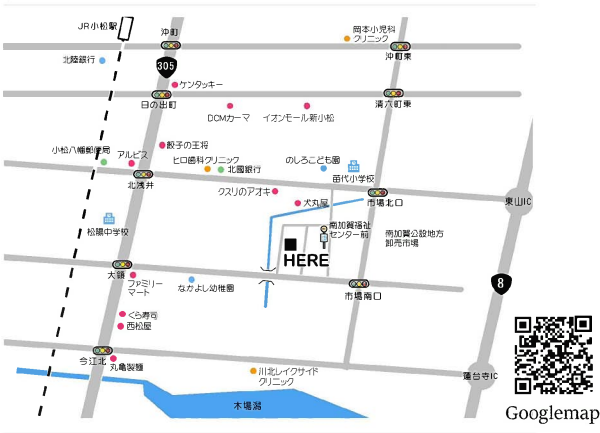 JR小松駅
沖町
岡本小児科
クリニック
北陸銀行
305
沖町東
ケンタッキー
日の出町
清六町東
DCMカーマ
イオンモール新小松
餃子の王将
小松八幡郵便局
アルビス
ヒロ歯科クリニック
北國銀行
のしろこども園
苗代小学校
北浅井
クスリのアオキ
犬丸屋
市場北口
東山IC
松陽中学校
南加賀福祉
センター前
南加賀公設地方
卸売市場
HERE
大領
ファミリー
マート
なかよし幼稚園
市場南口
8
くら寿司
西松屋
今江北
丸亀製麺
川北レイクサイド
クリニック
蓮台寺IC
木場潟
Googlemap